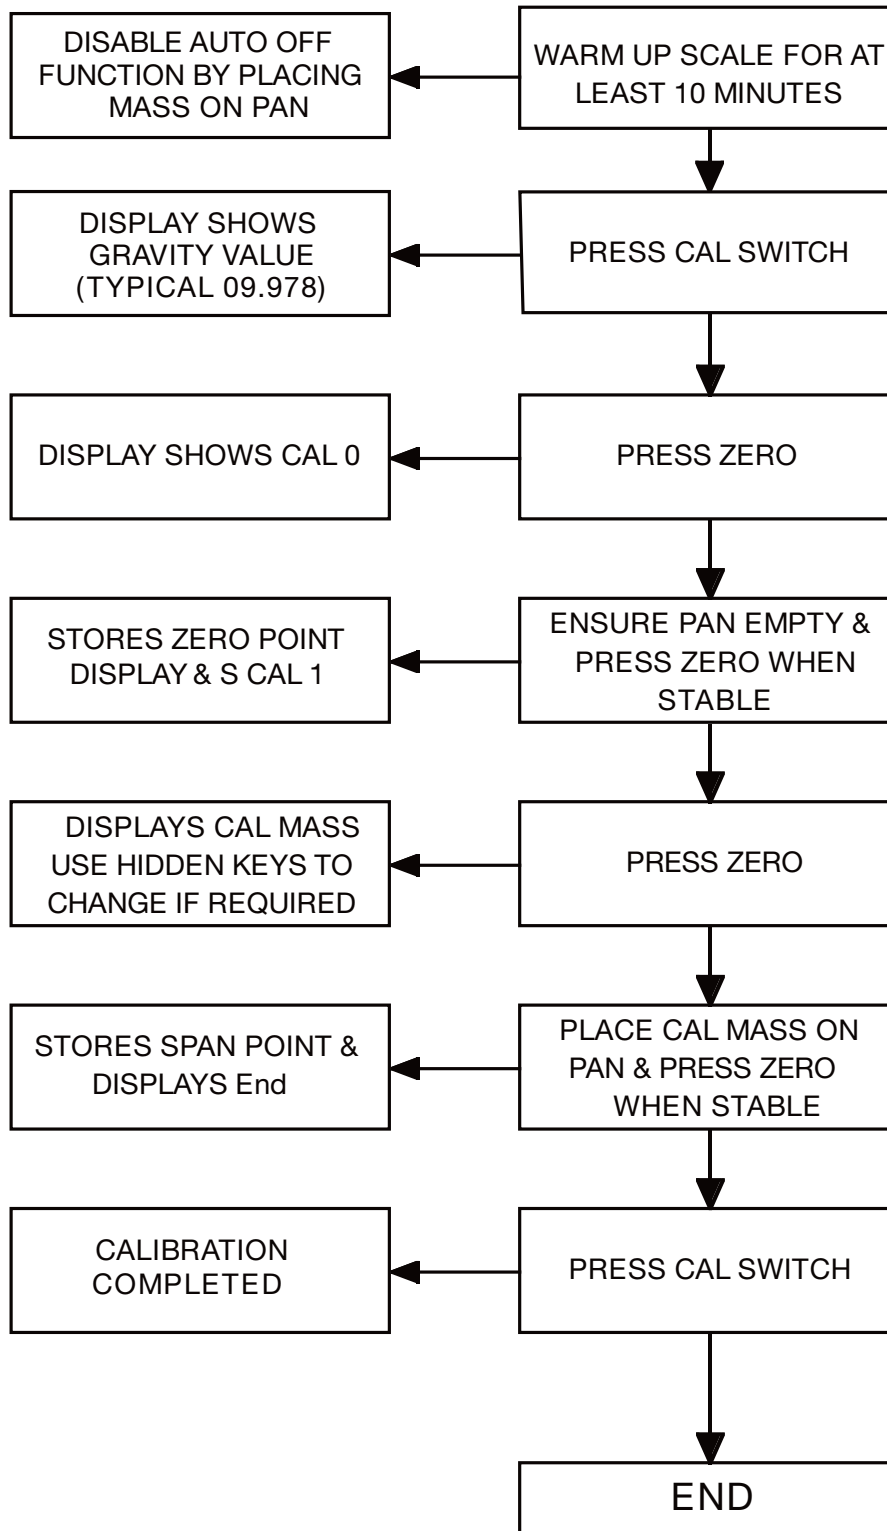 DISABLE AUTO OFF
FUNCTION BY PLACING
MASS ON PAN
WARM UP SCALE FOR AT
LEAST 10 MINUTES
DISPLAY SHOWS
GRAVITY VALUE
(TYPICAL 09.978)
PRESS CAL SWITCH
DISPLAY SHOWS CAL 0
PRESS ZERO
STORES ZERO POINT
DISPLAY & S CAL 1
ENSURE PAN EMPTY &
PRESS ZERO WHEN
STABLE
DISPLAYS CAL MASS
USE HIDDEN KEYS TO
CHANGE IF REQUIRED
PRESS ZERO
STORES SPAN POINT &
DISPLAYS End
PLACE CAL MASS ON
PAN & PRESS ZERO
WHEN STABLE
CALIBRATION
COMPLETED
PRESS CAL SWITCH
END